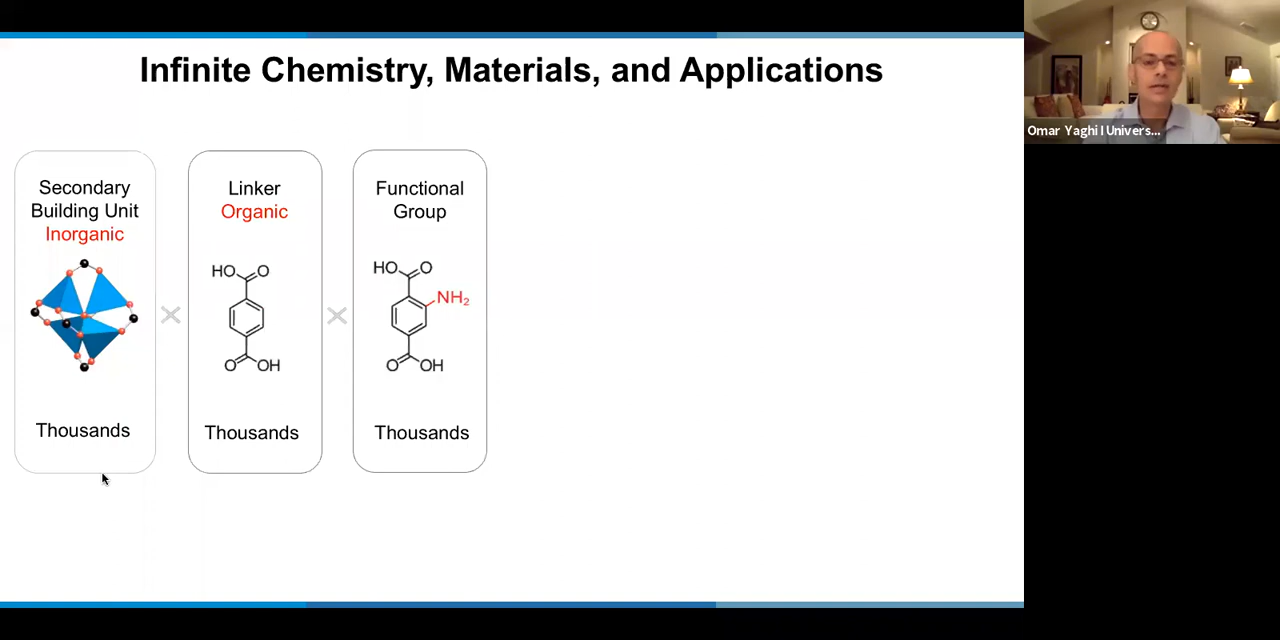 Infinite Chemistry, Materials, and Applications
Secondary
Building Unit
Inorganic
Thousands
Linker
Organic
HO
O
O
OH
Thousands
Functional
Group
HO
O
NH2
O
OH
Thousands
Omar Yaghi I Univers...